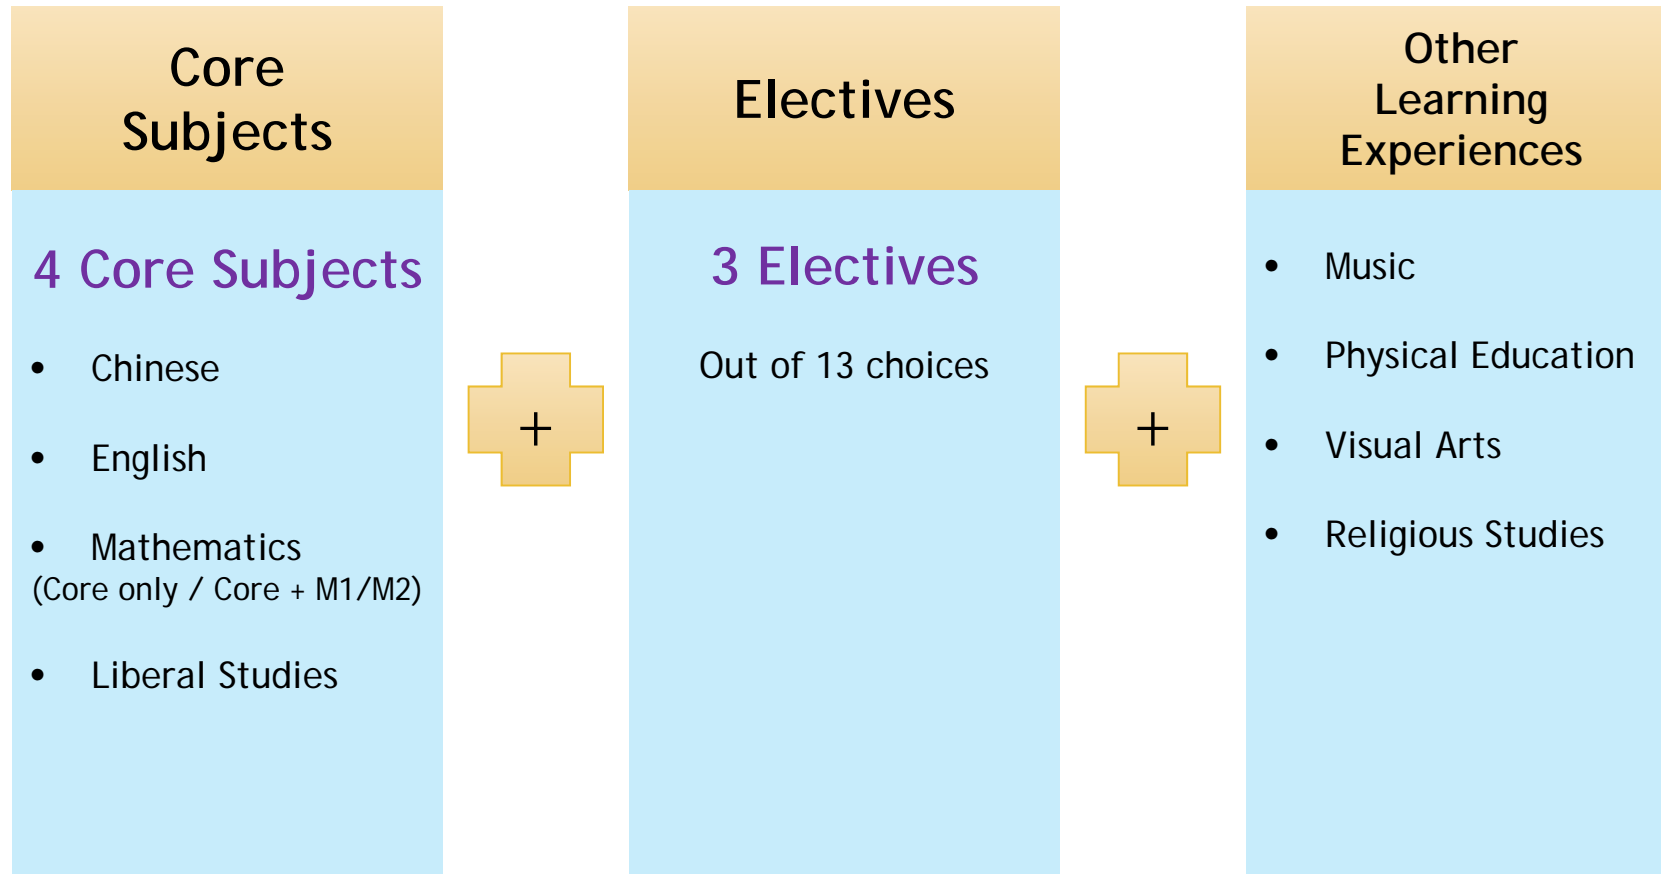 Core
Subjects
4 Core Subjects
• Chinese
• English
• Mathematics
(Core only / Core + M1/M2)
• Liberal Studies
+
Electives
3 Electives
Out of 13 choices
+
Other
Learning
Experiences
• Music
• Physical Education
• Visual Arts
• Religious Studies